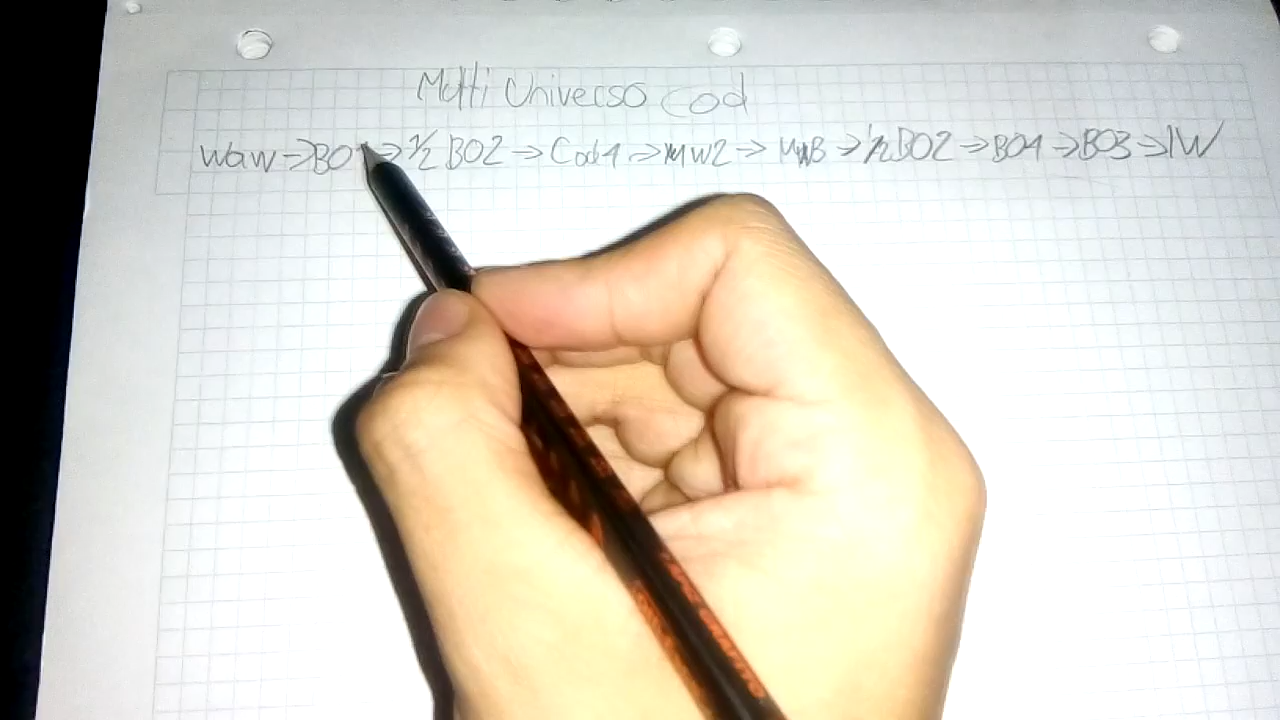 Multi Universo Cod
WaW → BO1 → 1/2 BO2 → Cod4 → MW2 → MW3 → 1/2 BO2 → BO4 → BO3 → IW